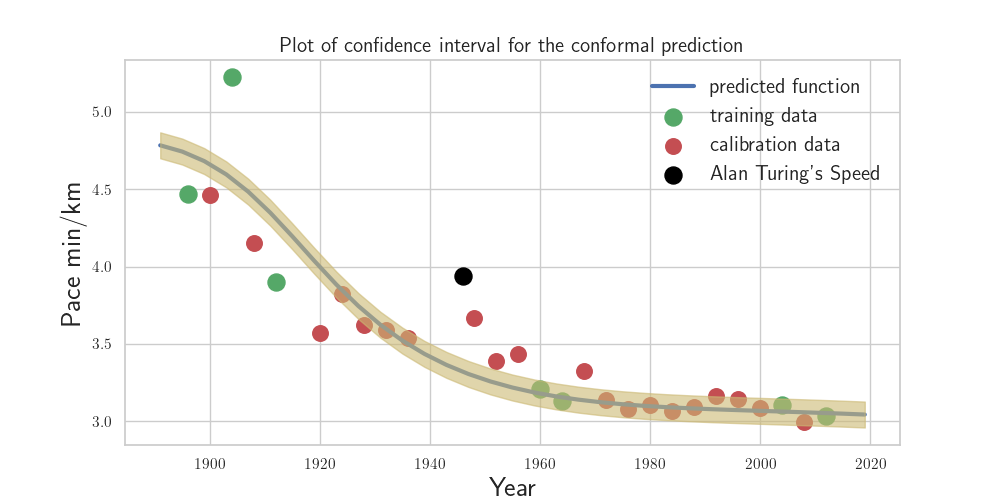 Plot of confidence interval for the conformal prediction
predicted function
training data
calibration data
Alan Turing's Speed
Pace min/km
5.0
4.5
4.0
3.5
3.0
1900 1920 1940 1960 1980 2000 2020
Year